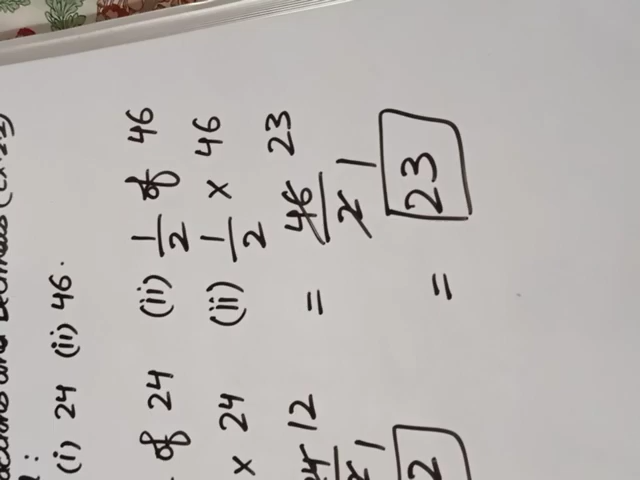 (i) 24 (ii) 46.
of 24 (ii) 1/2 of 46
x 24 (ii) 1/2 x 46
12 = 46/2 23 1
= 23